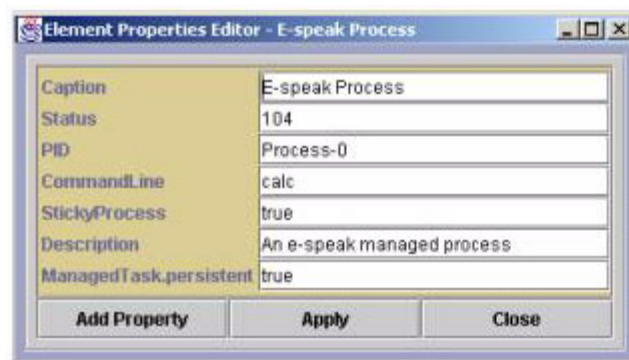 Element Properties Editor - E-speak Process
Caption E-speak Process
Status 104
PID Process-0
CommandLine calc
StickyProcess true
Description An e-speak managed process
ManagedTask.persistent true
Add Property Apply Close